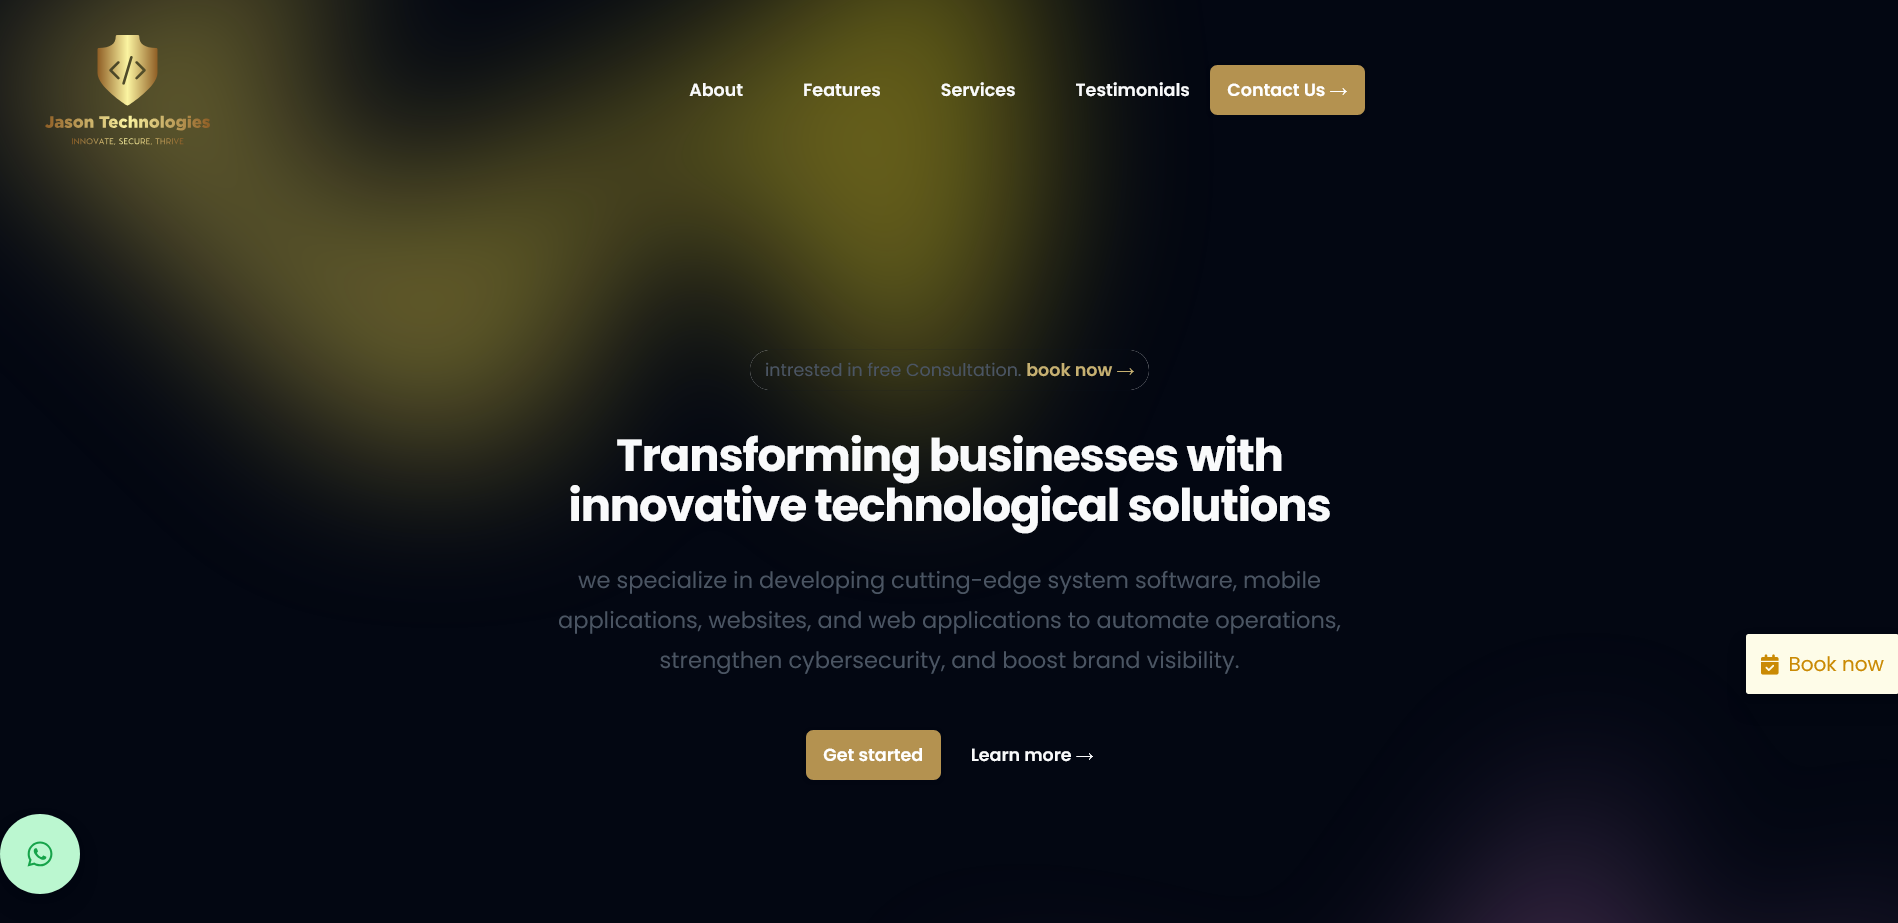 Jason Technologies
INNOVATE, SECURE, THRIVE
About
Features
Services
Testimonials
Contact Us →
intrested in free Consultation. book now →
Transforming businesses with
innovative technological solutions
we specialize in developing cutting-edge system software, mobile
applications, websites, and web applications to automate operations,
strengthen cybersecurity, and boost brand visibility.
Book now
Get started
Learn more →